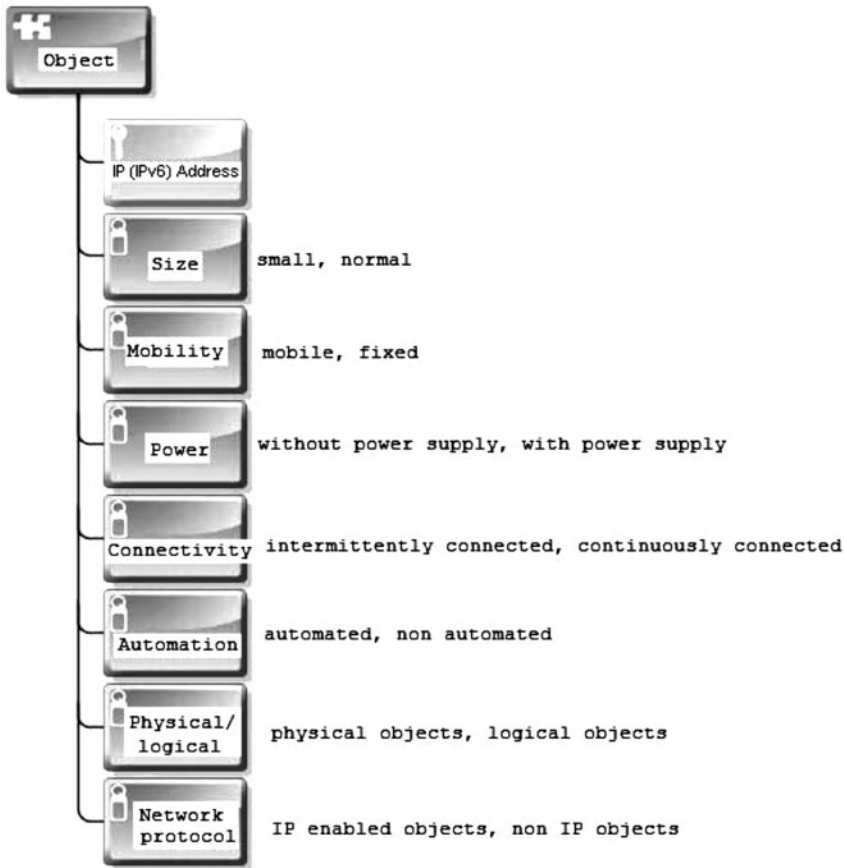 Object
IP (IPv6) Address
Size
small, normal
Mobility
mobile, fixed
Power
without power supply, with power supply
Connectivity
intermittently connected, continuously connected
Automation
automated, non automated
Physical/
logical
physical objects, logical objects
Network
protocol
IP enabled objects, non IP objects